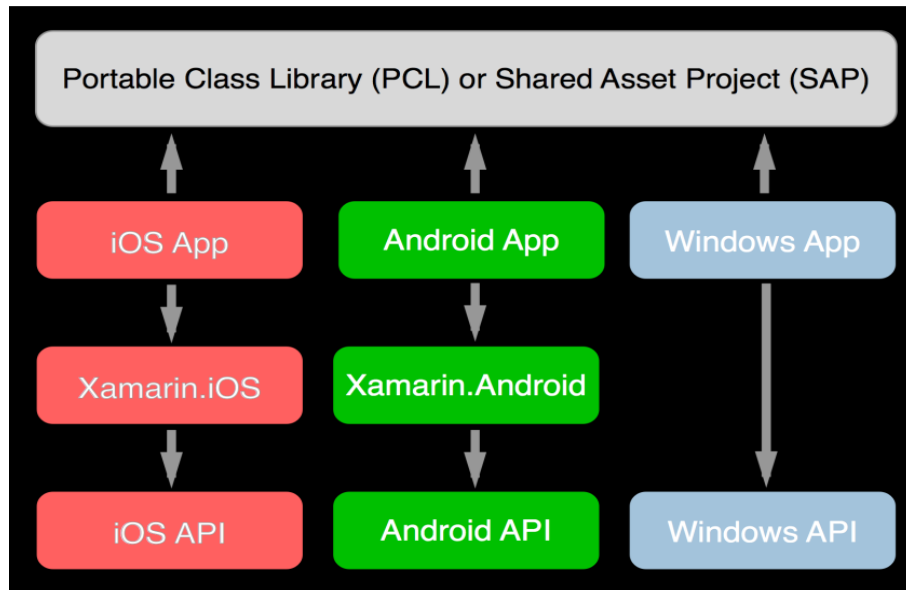 Portable Class Library (PCL) or Shared Asset Project (SAP)
iOS App
Android App
Windows App
Xamarin.iOS
Xamarin.Android
iOS API
Android API
Windows API